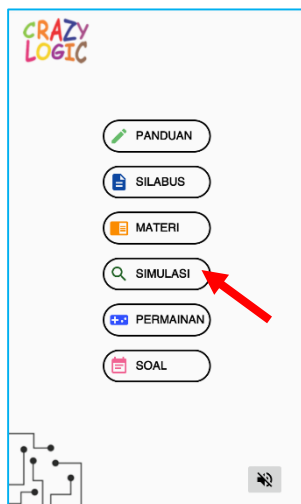 CRAZY
LOGIC
PANDUAN
SILABUS
MATERI
SIMULASI
PERMAINAN
SOAL